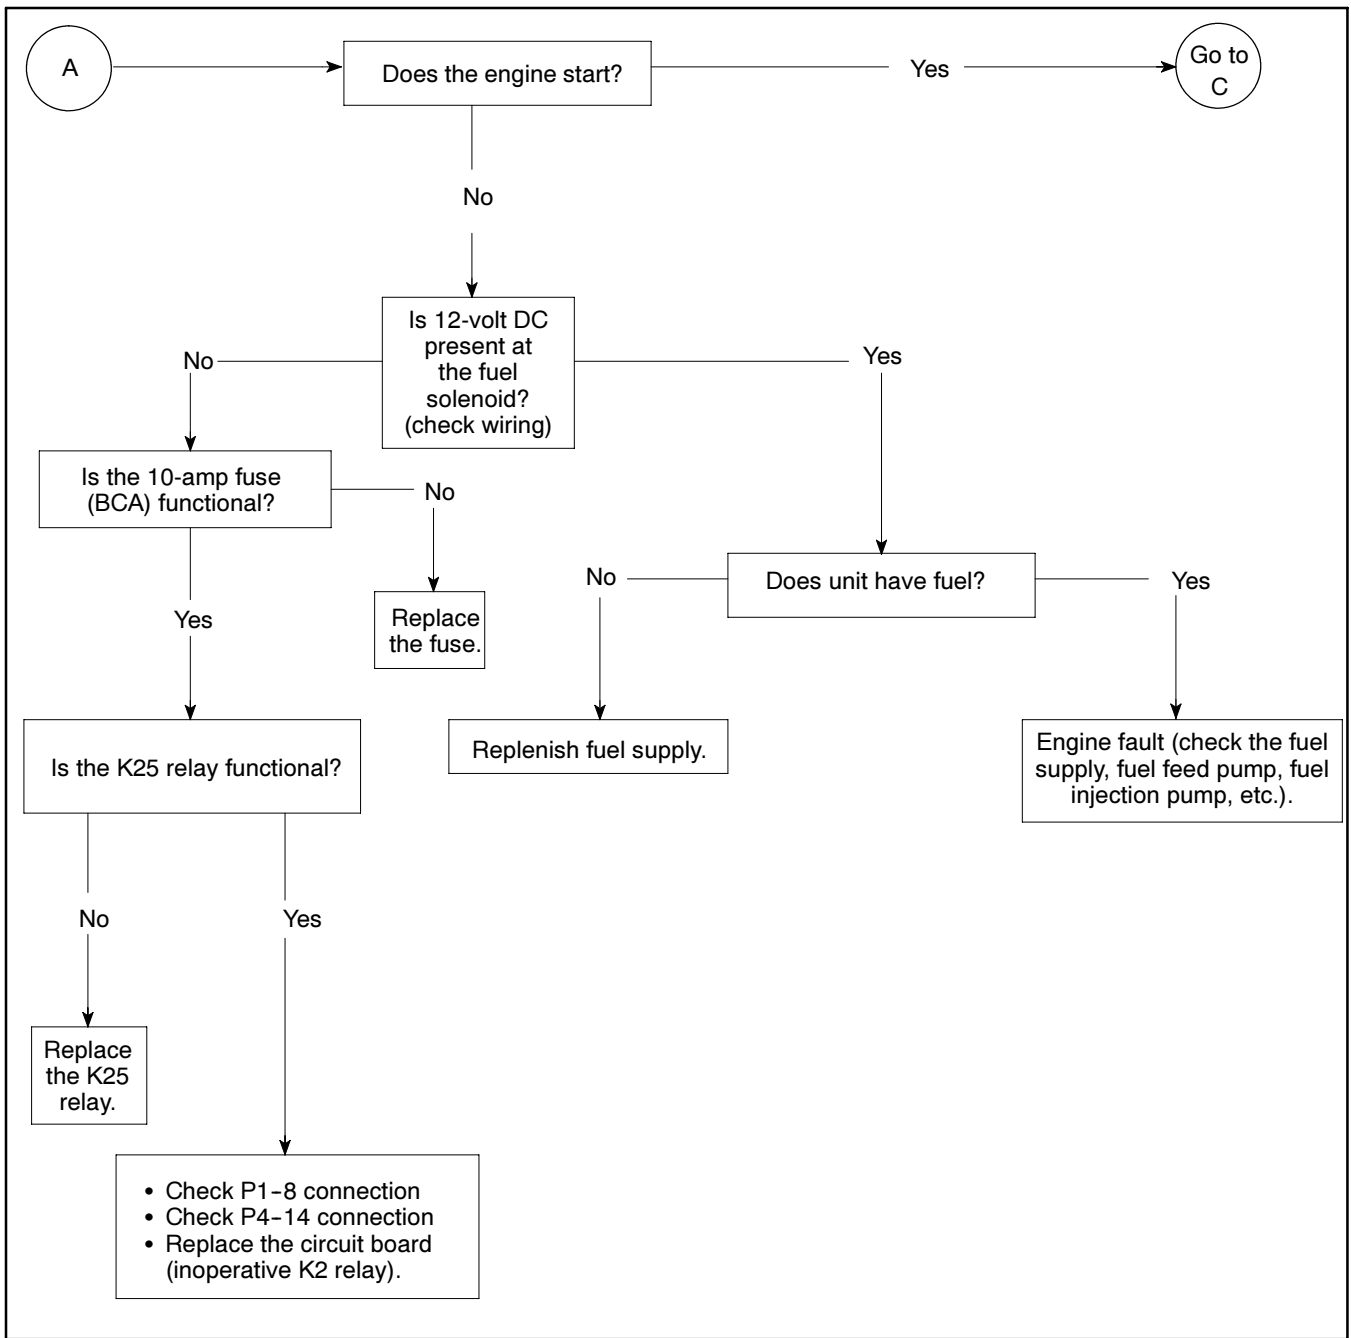 A
Does the engine start?
Yes
Go to
C
No
Is 12-volt DC
present at
the fuel
solenoid?
(check wiring)
No
Yes
Is the 10-amp fuse
(BCA) functional?
No
Replace
the fuse.
Yes
Does unit have fuel?
No
Yes
Replenish fuel supply.
Engine fault (check the fuel
supply, fuel feed pump, fuel
injection pump, etc.).
Is the K25 relay functional?
No
Yes
Replace
the K25
relay.
• Check P1-8 connection
• Check P4-14 connection
• Replace the circuit board
(inoperative K2 relay).